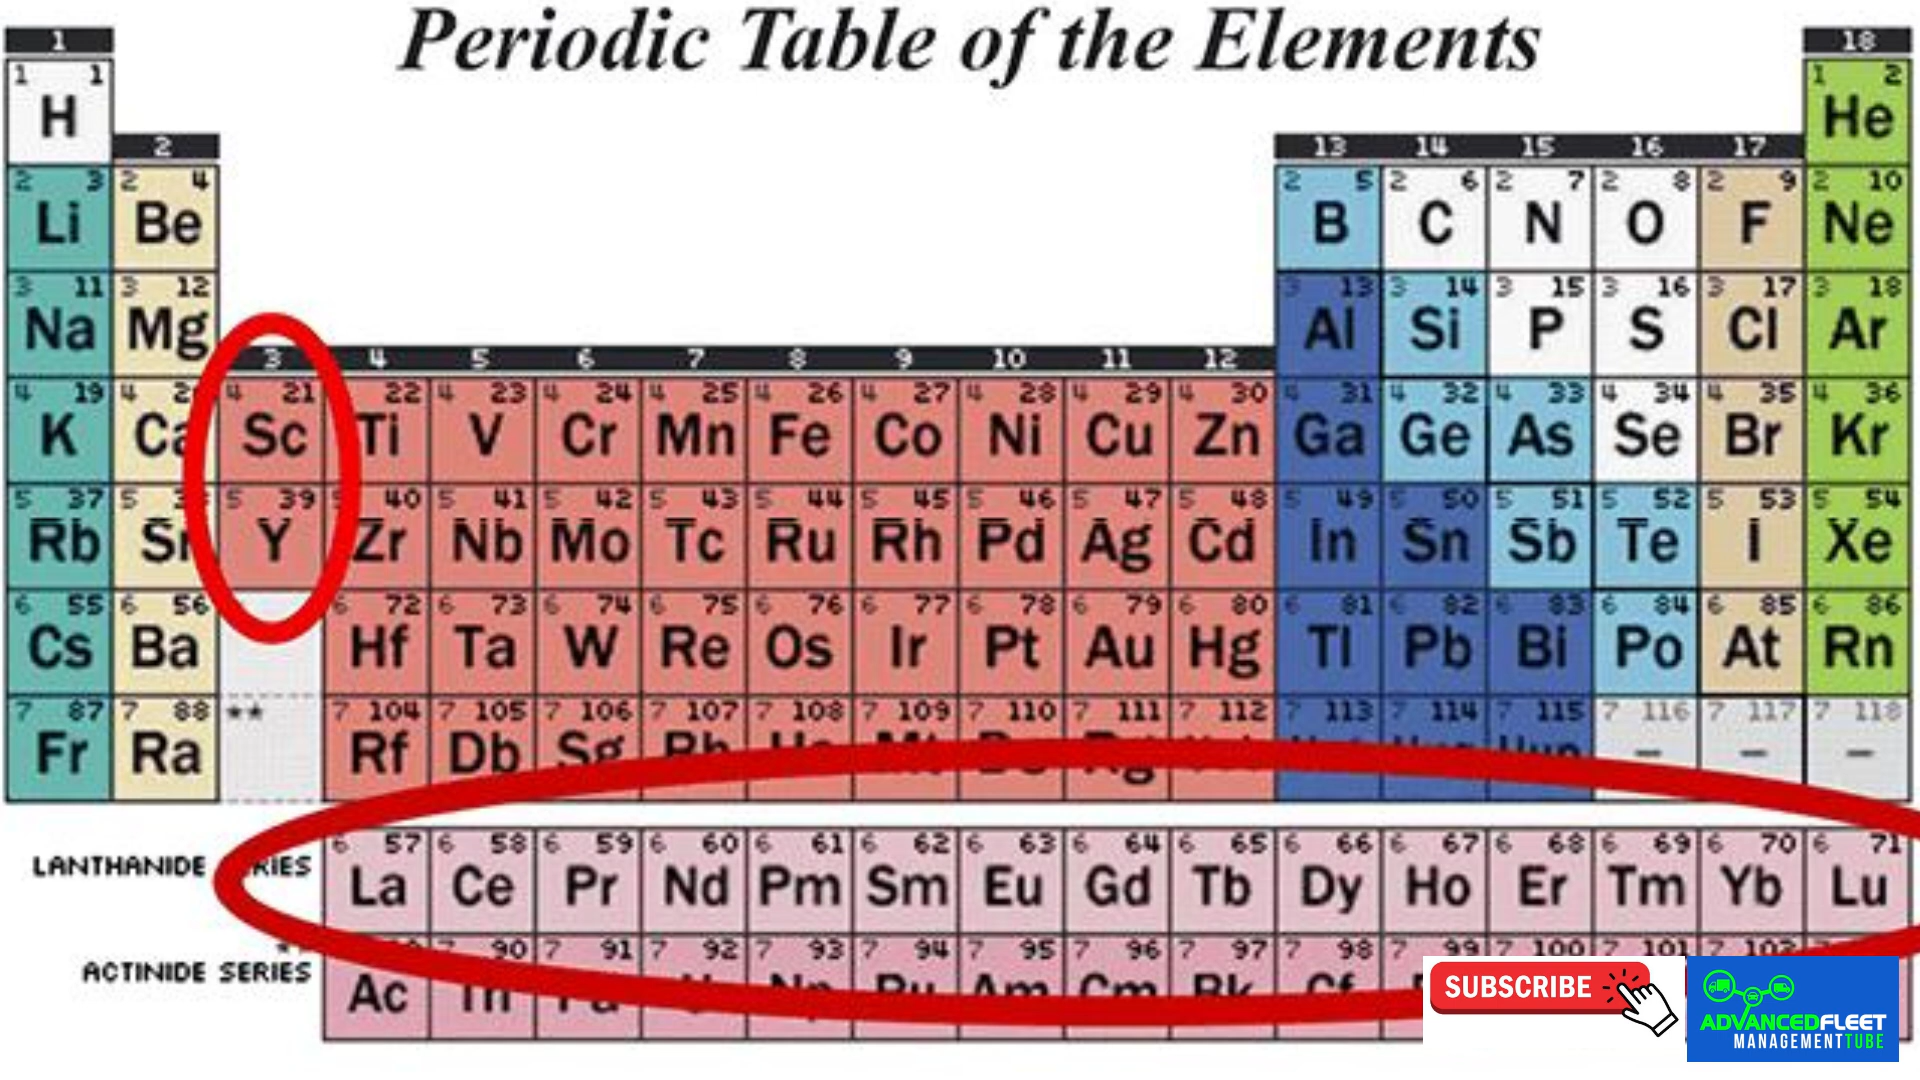 Periodic Table of the Elements
1 18
1 1 1 2
H He
2 13 14 15 16 17
2 3 2 4 2 5 2 6 2 7 2 8 2 9 2 10
Li Be B C N O F Ne
3 11 3 12 3 13 3 14 3 15 3 16 3 17 3 18
Na Mg Al Si P S Cl Ar
3 4 5 6 7 8 9 10 11 12
4 19 4 4 21 22 4 23 4 24 4 25 4 26 4 27 4 28 4 29 4 30 4 31 4 32 4 33 4 34 4 35 4 36
K Ca Sc Ti V Cr Mn Fe Co Ni Cu Zn Ga Ge As Se Br Kr
5 37 5 5 39 40 5 41 5 42 5 43 5 44 5 45 5 46 5 47 5 48 5 49 5 50 5 51 5 52 5 53 5 54
Rb Sr Y Zr Nb Mo Tc Ru Rh Pd Ag Cd In Sn Sb Te I Xe
6 55 6 56 6 72 6 73 6 74 6 75 6 76 6 77 6 78 6 79 6 80 6 81 6 82 6 83 6 84 6 85 6 86
Cs Ba Hf Ta W Re Os Ir Pt Au Hg Tl Pb Bi Po At Rn
7 87 7 88 ** 7 104 7 105 7 106 7 107 7 108 7 109 7 110 7 111 7 112 7 113 7 114 7 115 7 116 7 117 7 118
Fr Ra Rf Db Sg Mt Rg – – –
6 57 6 58 6 59 6 60 6 61 6 62 6 63 6 64 6 65 6 66 6 67 6 68 6 69 6 70 6 71
LANTHANIDE La Ce Pr Nd Pm Sm Eu Gd Tb Dy Ho Er Tm Yb Lu
7 90 7 91 7 92 7 93 7 94 7 95 7 96 7 97 7 98 7 99 7 100 7 101 7 102
ACTINIDE SERIES Ac Th Pa Np Pu Am Cm Bk Cf
SUBSCRIBE
ADVANCEDFLEET
MANAGEMENTTUBE